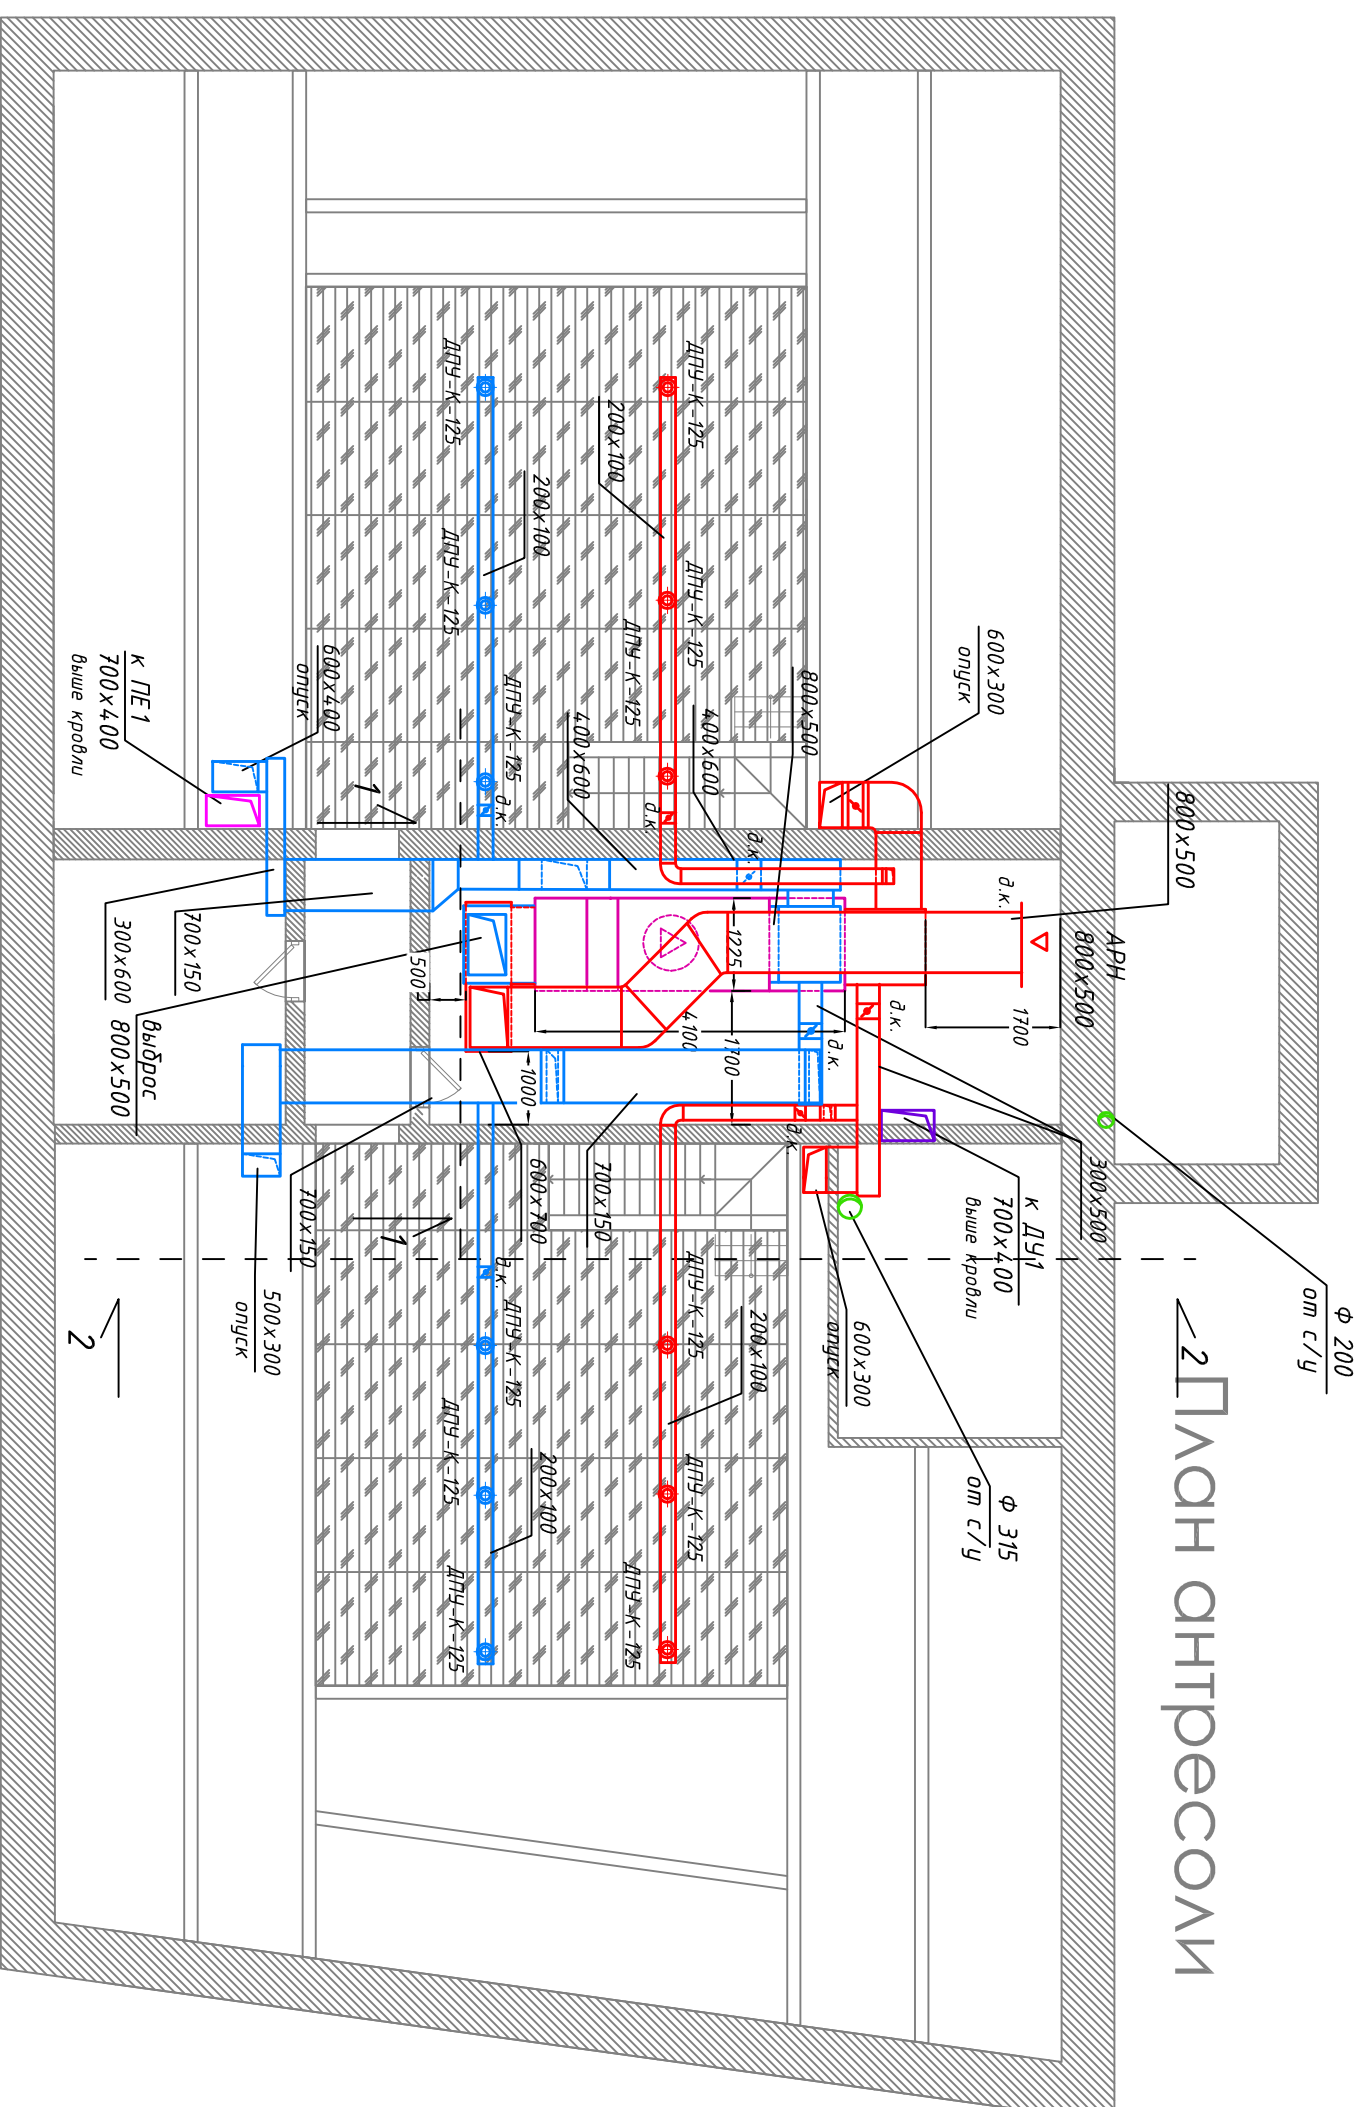 План антресоли
Ф 200
от с/у
2
800х500
АРН
800х500
д.к.
1700
300х500
600х300
опуск
к ДУ1
700х400
выше кровли
Ф 315
от с/у
д.к.
д.к.
600х300
опуск
800х500
400х600
д.к.
1225
1700
4100
д.к.
ДПУ-К-125
200х100
ДПУ-К-125
ДПУ-К-125
д.к.
400х600
ДПУ-К-125
200х100
ДПУ-К-125
ДПУ-К-125
700х150
600х700
1000
500
200х100
ДПУ-К-125
ДПУ-К-125
ДПУ-К-125
д.к.
д.к.
ДПУ-К-125
ДПУ-К-125
200х100
ДПУ-К-125
1
1
600х400
опуск
700х150
700х150
500х300
опуск
300х600
Выброс
800х500
к ПЕ1
700х400
выше кровли
2